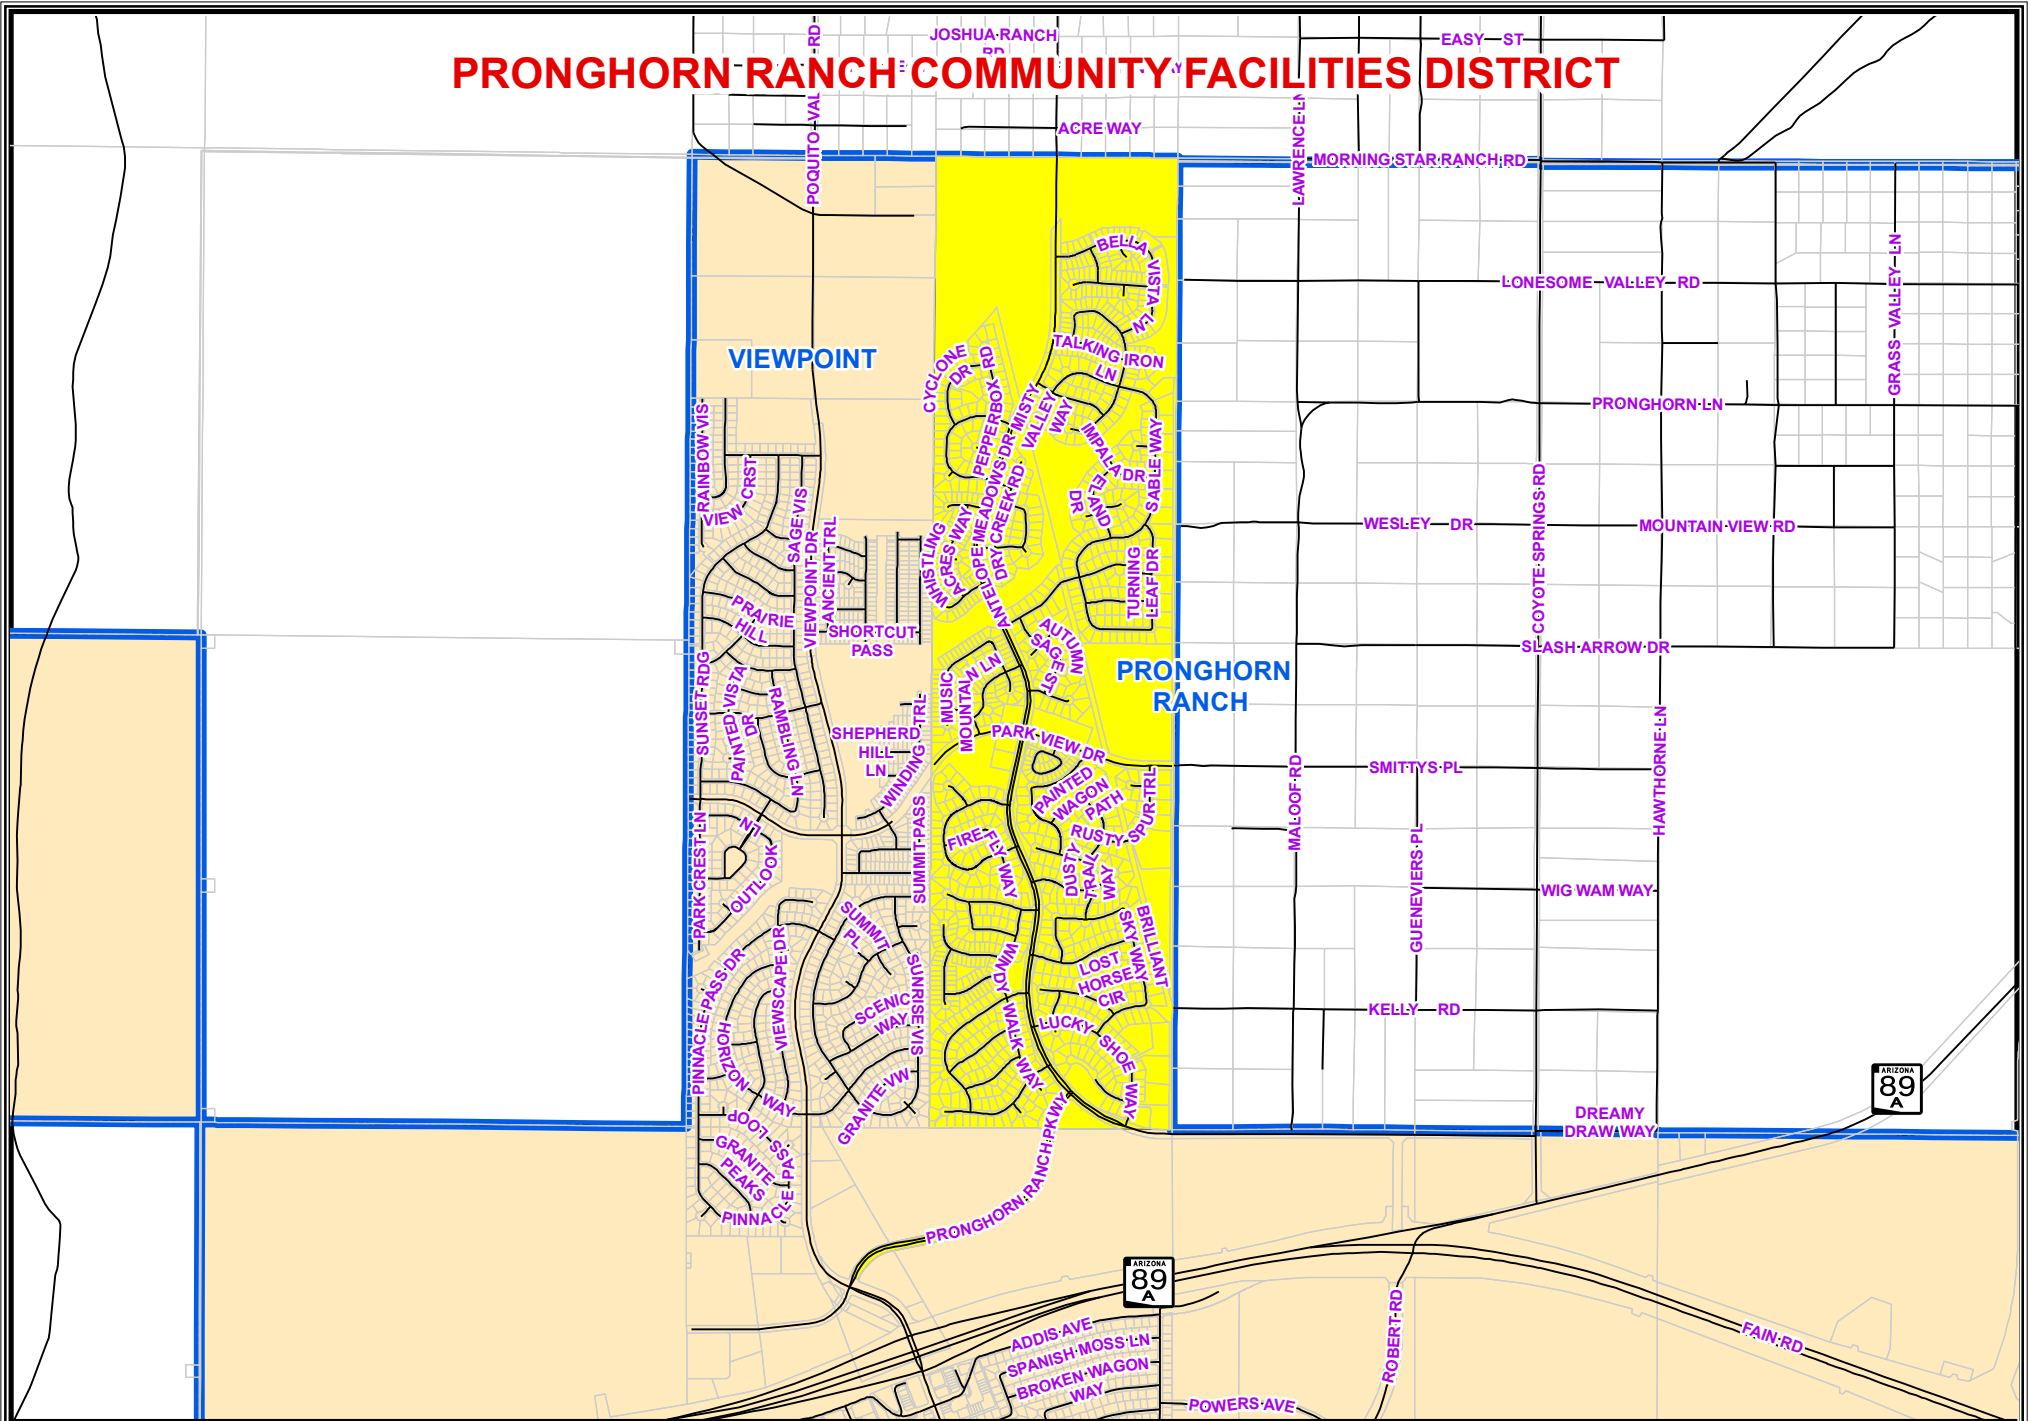 JOSHUA RANCH
RD
EASY ST
PRONGHORN RANCH COMMUNITY FACILITIES DISTRICT
POQUITO VAL RD
ACRE WAY
LAWRENCE LN
MORNING STAR RANCH RD
BELLA
VISTA
LN
LONESOME VALLEY RD
GRASS VALLEY LN
VIEWPOINT
TALKING IRON
LN
CYCLONE
DR
PEPPERBOX RD
MISTY
VALLEY
WAY
PRONGHORN LN
RAINBOW VIS
VIEW CRST
SAGE VIS
VIEWPOINT DR
ANCIENT TRL
IMPALA DR
SABLE WAY
ELAND
DR
ANTELOPE MEADOWS DR
DRY CREEK RD
WHISTLING
ACRES WAY
TURNING
LEAF DR
WESLEY DR
COYOTE SPRINGS RD
MOUNTAIN VIEW RD
PRAIRIE
HILL
SHORTCUT
PASS
AUTUMN
SAGE ST
SLASH ARROW DR
PRONGHORN
RANCH
SUNSET RDG
PAINTED VISTA
DR
RAMBLING LN
SHEPHERD
HILL
LN
WINDING TRL
MUSIC
MOUNTAIN LN
PARK VIEW DR
SMITTYS PL
MALOOF RD
HAWTHORNE LN
PAINTED
WAGON
PATH
RUSTY SPUR TRL
PARK CREST LN
OUTLOOK
LN
SUMMIT PASS
FIRE FLY WAY
DUSTY
TRAIL
WAY
GUENEVIERS PL
WIG WAM WAY
SUMMIT
PL
BRILLIANT
SKY WAY
LOST
HORSE
CIR
WINDY WALK WAY
PINNACLE PASS DR
VIEWSCAPE DR
HORIZON WAY
SCENIC
WAY
SUNRISE VIS
GRANITE VW
LUCKY SHOE WAY
KELLY RD
ARIZONA
89
A
DREAMY
DRAW WAY
PINNACLE PASS LOOP
GRANITE
PEAKS
PRONGHORN RANCH PKWY
ARIZONA
89
A
ROBERT RD
FAIN RD
ADDIS AVE
SPANISH MOSS LN
BROKEN WAGON
WAY
POWERS AVE